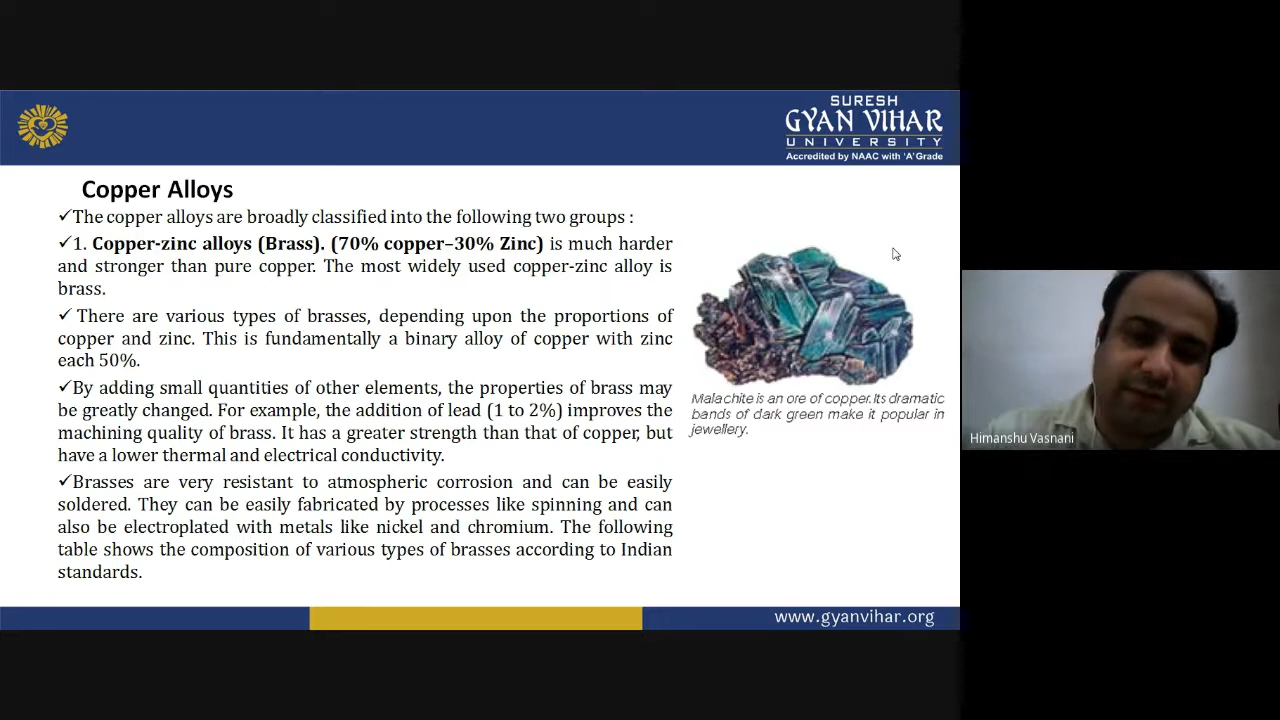 SURESH
GYAN VIHAR
UNIVERSITY
Accredited by NAAC with 'A' Grade
Copper Alloys
✓The copper alloys are broadly classified into the following two groups :
✓1. Copper-zinc alloys (Brass). (70% copper–30% Zinc) is much harder
and stronger than pure copper. The most widely used copper-zinc alloy is
brass.
✓ There are various types of brasses, depending upon the proportions of
copper and zinc. This is fundamentally a binary alloy of copper with zinc
each 50%.
✓By adding small quantities of other elements, the properties of brass may
be greatly changed. For example, the addition of lead (1 to 2%) improves the
machining quality of brass. It has a greater strength than that of copper, but
have a lower thermal and electrical conductivity.
✓Brasses are very resistant to atmospheric corrosion and can be easily
soldered. They can be easily fabricated by processes like spinning and can
also be electroplated with metals like nickel and chromium. The following
table shows the composition of various types of brasses according to Indian
standards.
Malachite is an ore of copper.Its dramatic
bands of dark green make it popular in
jewellery.
Himanshu Vasnani
www.gyanvihar.org